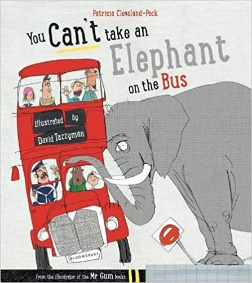 Patricia Cleveland-Peck
You Can't take an
Elephant
on the Bus
illustrated by
David Tazzyman
BLOOMSBURY
from the illustrator of the Mr Gum books